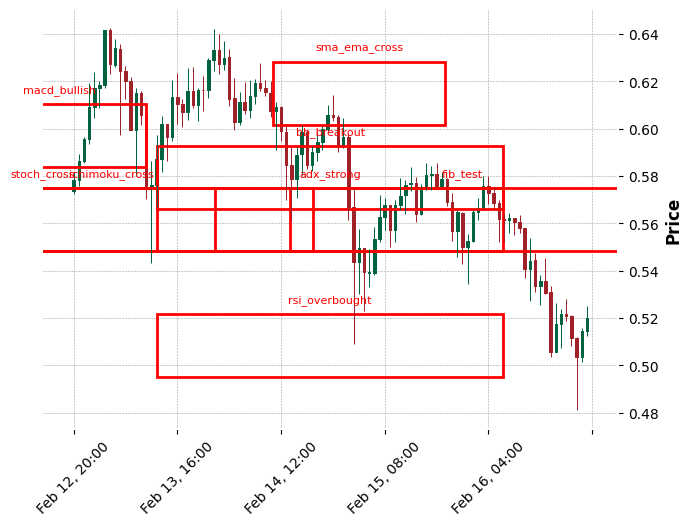 sma_ema_cross
macd_bullish
bb_breakout
stoch_cross
ichimoku_cross
adx_strong
fib_test
rsi_overbought
0.64
0.62
0.60
0.58
0.56
0.54
0.52
0.50
0.48
Price
Feb 12, 20:00
Feb 13, 16:00
Feb 14, 12:00
Feb 15, 08:00
Feb 16, 04:00